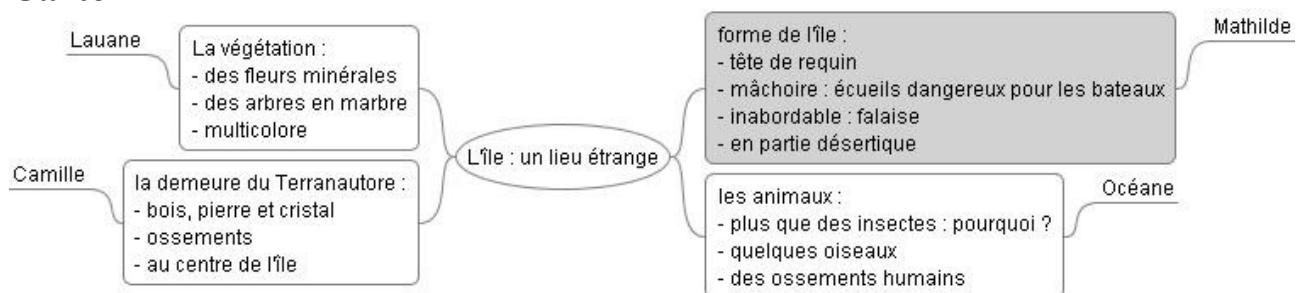 Lauane
La végétation :
- des fleurs minérales
- des arbres en marbre
- multicolore
Camille
la demeure du Terranautore :
- bois, pierre et cristal
- ossements
- au centre de l'île
L'île : un lieu étrange
forme de l'île :
- tête de requin
- mâchoire : écueils dangereux pour les bateaux
- inabordable : falaise
- en partie désertique
Mathilde
les animaux :
- plus que des insectes : pourquoi ?
- quelques oiseaux
- des ossements humains
Océane